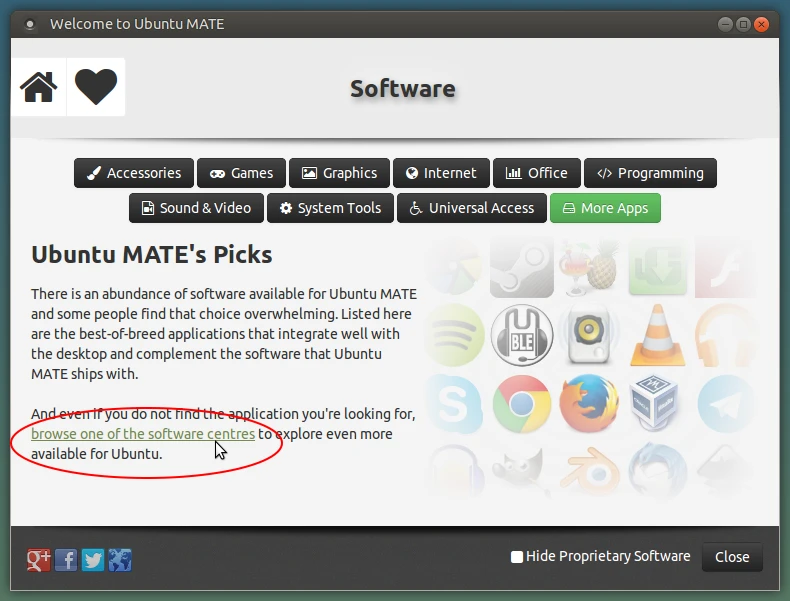 Welcome to Ubuntu MATE
Software
Accessories Games Graphics Internet Office Programming
Sound & Video System Tools Universal Access More Apps
Ubuntu MATE's Picks
There is an abundance of software available for Ubuntu MATE
and some people find that choice overwhelming. Listed here
are the best-of-breed applications that integrate well with
the desktop and complement the software that Ubuntu
MATE ships with.
And even if you do not find the application you're looking for,
browse one of the software centres to explore even more
available for Ubuntu.
BLE
Hide Proprietary Software Close